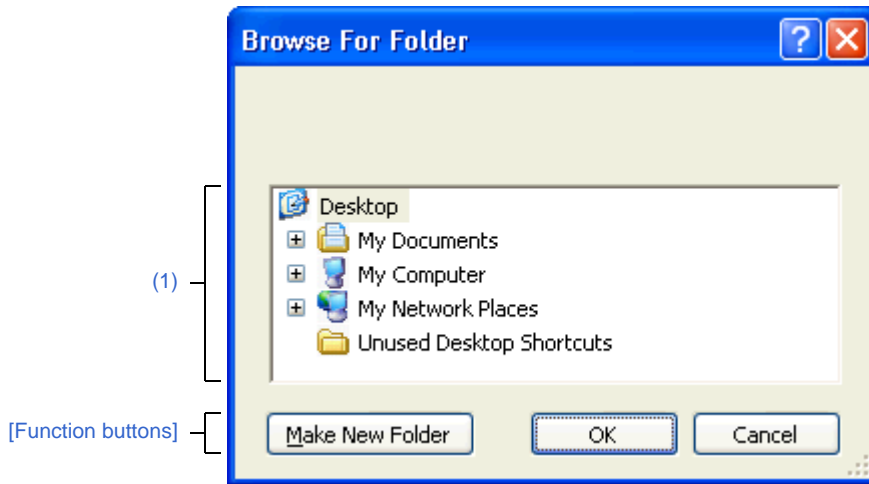 Browse For Folder
Desktop
My Documents
(1)
My Computer
My Network Places
Unused Desktop Shortcuts
[Function buttons]
Make New Folder
OK
Cancel